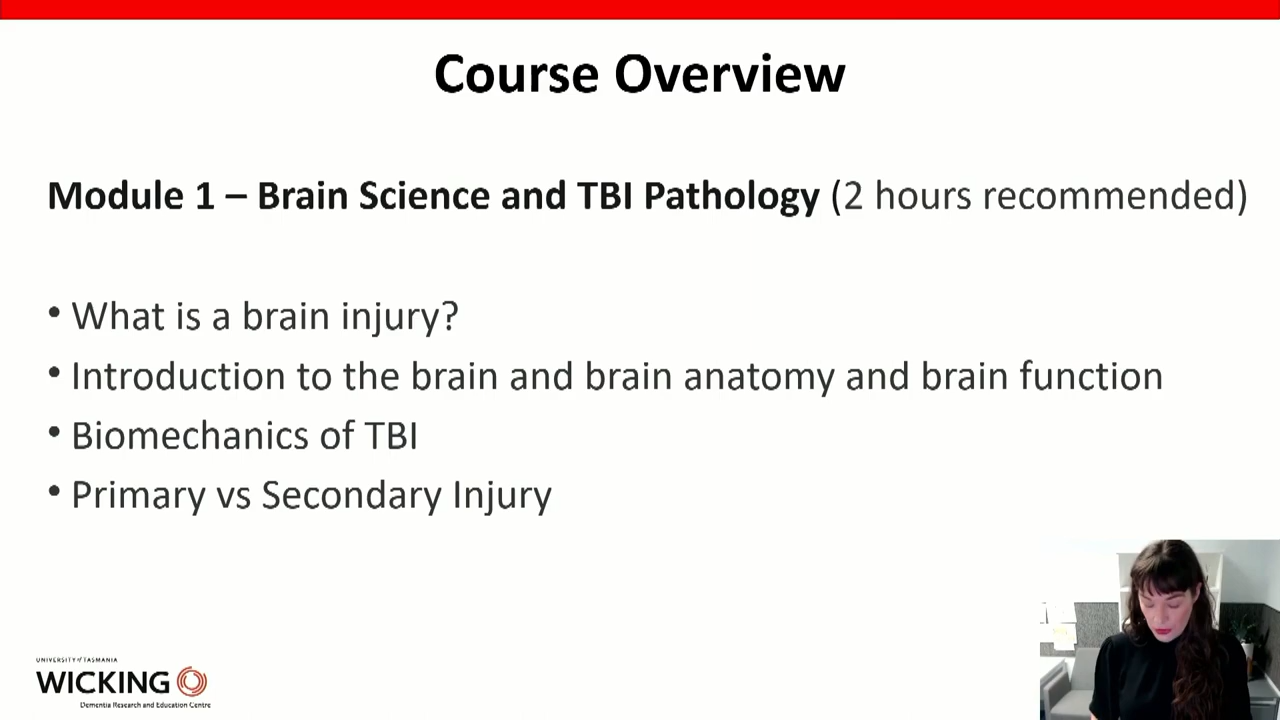 Course Overview
Module 1 – Brain Science and TBI Pathology (2 hours recommended)
• What is a brain injury?
• Introduction to the brain and brain anatomy and brain function
• Biomechanics of TBI
• Primary vs Secondary Injury
UNIVERSITY of TASMANIA
WICKING
Dementia Research and Education Centre